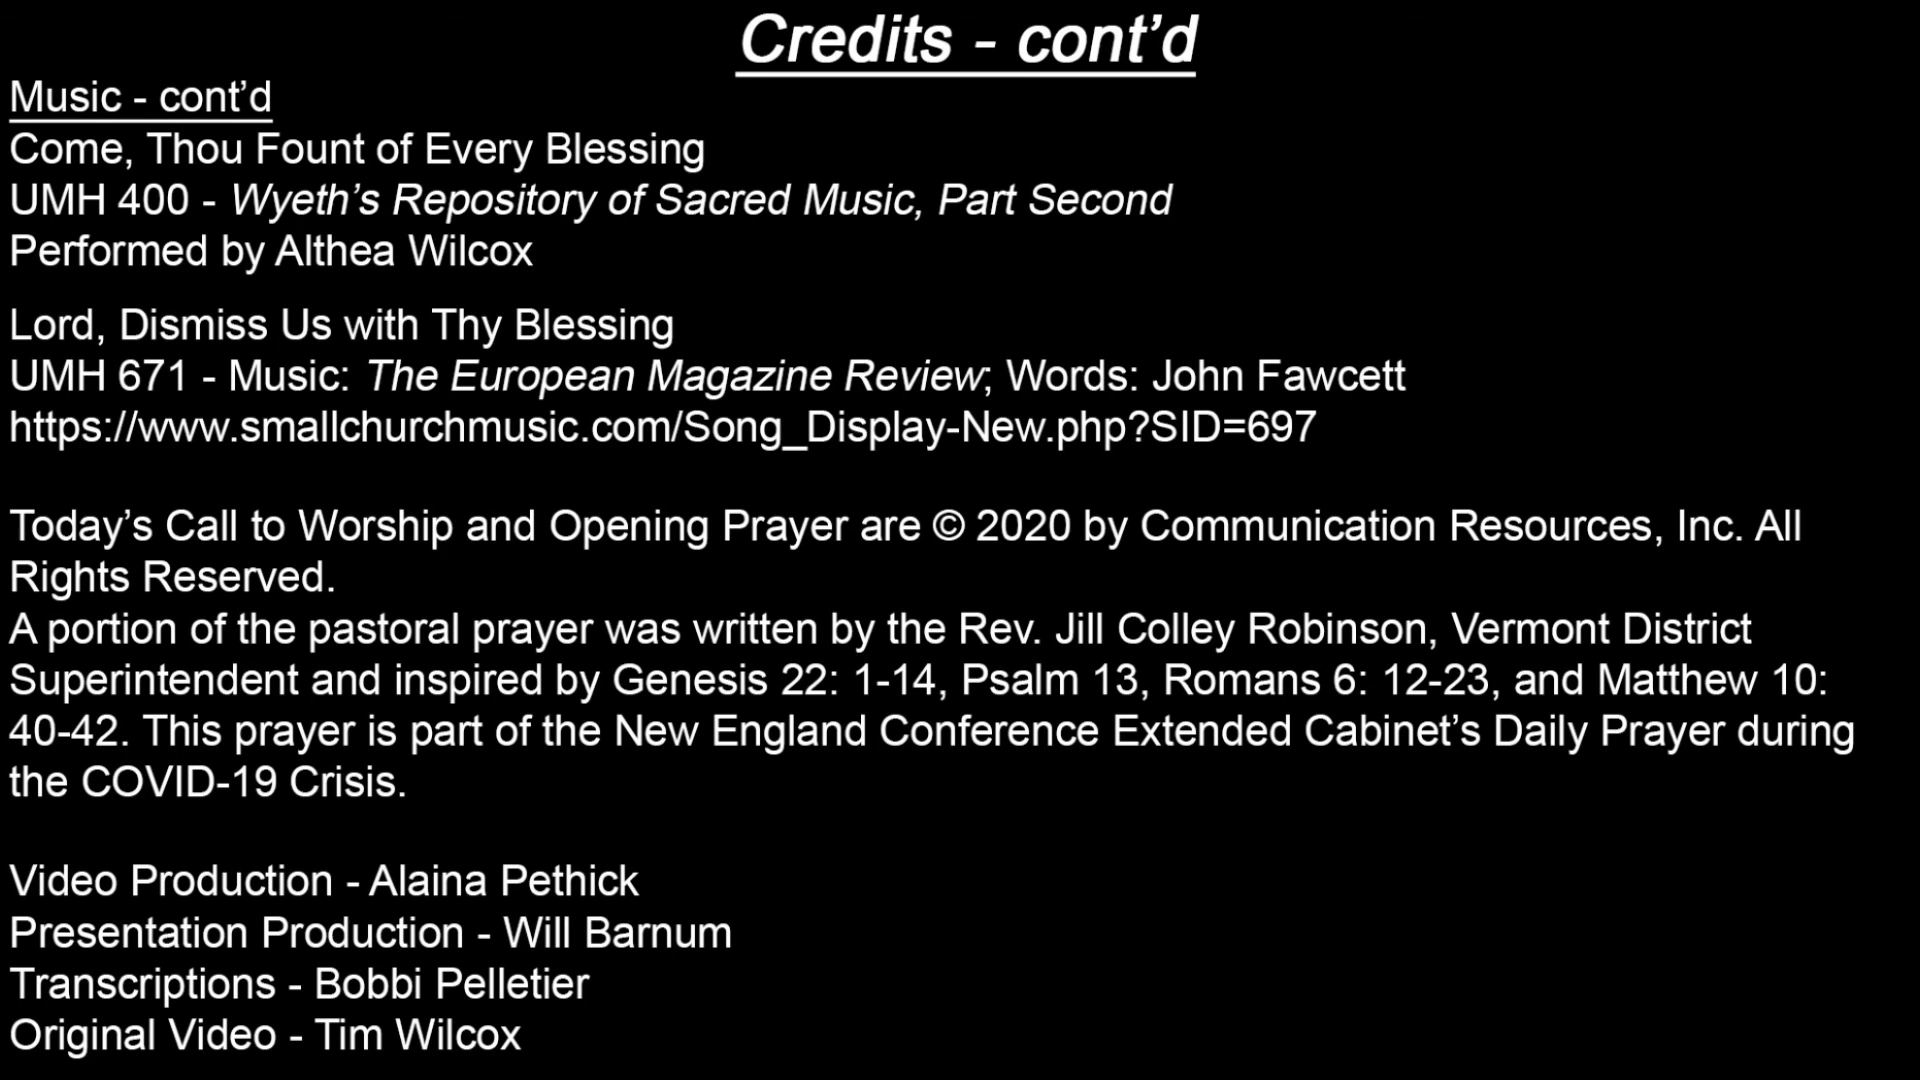 Credits - cont’d
Music - cont’d
Come, Thou Fount of Every Blessing
UMH 400 - Wyeth’s Repository of Sacred Music, Part Second
Performed by Althea Wilcox
Lord, Dismiss Us with Thy Blessing
UMH 671 - Music: The European Magazine Review; Words: John Fawcett
https://www.smallchurchmusic.com/Song_Display-New.php?SID=697
Today’s Call to Worship and Opening Prayer are © 2020 by Communication Resources, Inc. All
Rights Reserved.
A portion of the pastoral prayer was written by the Rev. Jill Colley Robinson, Vermont District
Superintendent and inspired by Genesis 22: 1-14, Psalm 13, Romans 6: 12-23, and Matthew 10:
40-42. This prayer is part of the New England Conference Extended Cabinet’s Daily Prayer during
the COVID-19 Crisis.
Video Production - Alaina Pethick
Presentation Production - Will Barnum
Transcriptions - Bobbi Pelletier
Original Video - Tim Wilcox